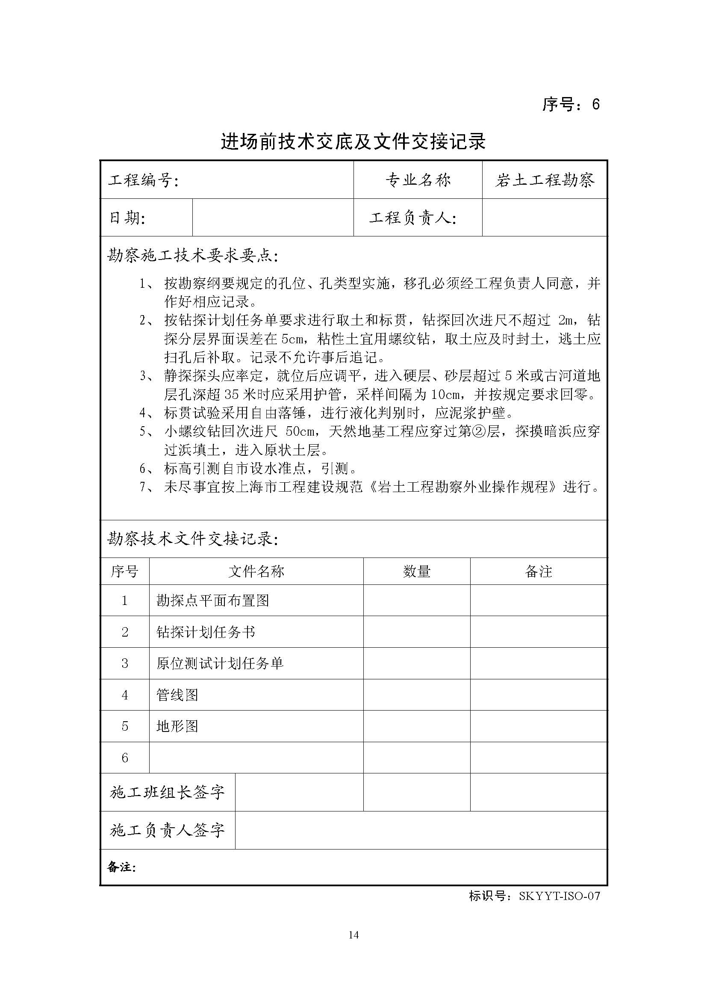 序号：6
进场前技术交底及文件交接记录
工程编号： 专业名称 岩土工程勘察
日期： 工程负责人：
勘察施工技术要求要点：
1、 按勘察纲要规定的孔位、孔类型实施，移孔必须经工程负责人同意，并
作好相应记录。
2、 按钻探计划任务单要求进行取土和标贯，钻探回次进尺不超过 2m，钻
探分层界面误差在 5cm，粘性土宜用螺纹钻，取土应及时封土，逃土应
扫孔后补取。记录不允许事后追记。
3、 静探探头应率定，就位后应调平，进入硬层、砂层超过 5 米或古河道地
层孔深超 35 米时应采用护管，采样间隔为 10cm，并按规定要求回零。
4、 标贯试验采用自由落锤，进行液化判别时，应泥浆护壁。
5、 小螺纹钻回次进尺 50cm，天然地基工程应穿过第②层，探摸暗浜应穿
过浜填土，进入原状土层。
6、 标高引测自市设水准点，引测。
7、 未尽事宜按上海市工程建设规范《岩土工程勘察外业操作规程》进行。
勘察技术文件交接记录：
序号 文件名称 数量 备注
1 勘探点平面布置图
2 钻探计划任务书
3 原位测试计划任务单
4 管线图
5 地形图
6
施工班组长签字
施工负责人签字
备注：
标识号：SKYYT-ISO-07
14